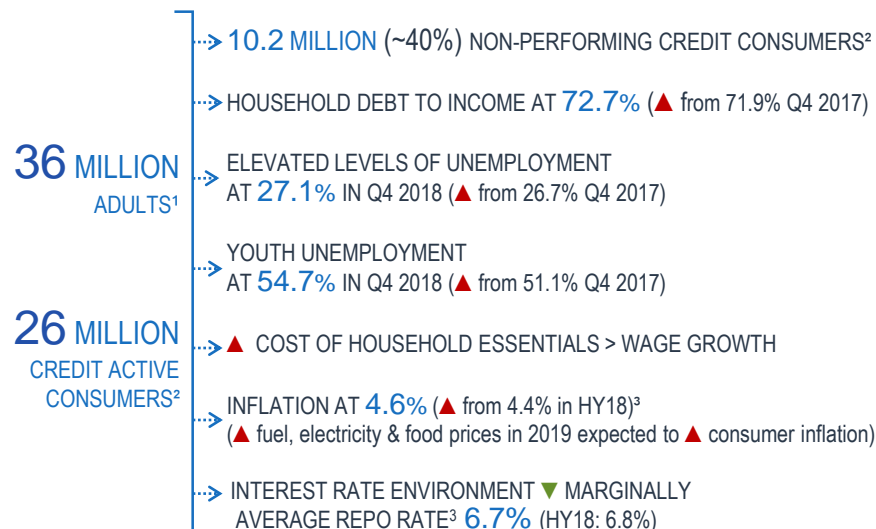 36 MILLION
ADULTS¹
26 MILLION
CREDIT ACTIVE
CONSUMERS²
10.2 MILLION (~40%) NON-PERFORMING CREDIT CONSUMERS²
HOUSEHOLD DEBT TO INCOME AT 72.7% (▲ from 71.9% Q4 2017)
ELEVATED LEVELS OF UNEMPLOYMENT
AT 27.1% IN Q4 2018 (▲ from 26.7% Q4 2017)
YOUTH UNEMPLOYMENT
AT 54.7% IN Q4 2018 (▲ from 51.1% Q4 2017)
▲ COST OF HOUSEHOLD ESSENTIALS > WAGE GROWTH
INFLATION AT 4.6% (▲ from 4.4% in HY18)³
(▲ fuel, electricity & food prices in 2019 expected to ▲ consumer inflation)
INTEREST RATE ENVIRONMENT ▼ MARGINALLY
AVERAGE REPO RATE³ 6.7% (HY18: 6.8%)